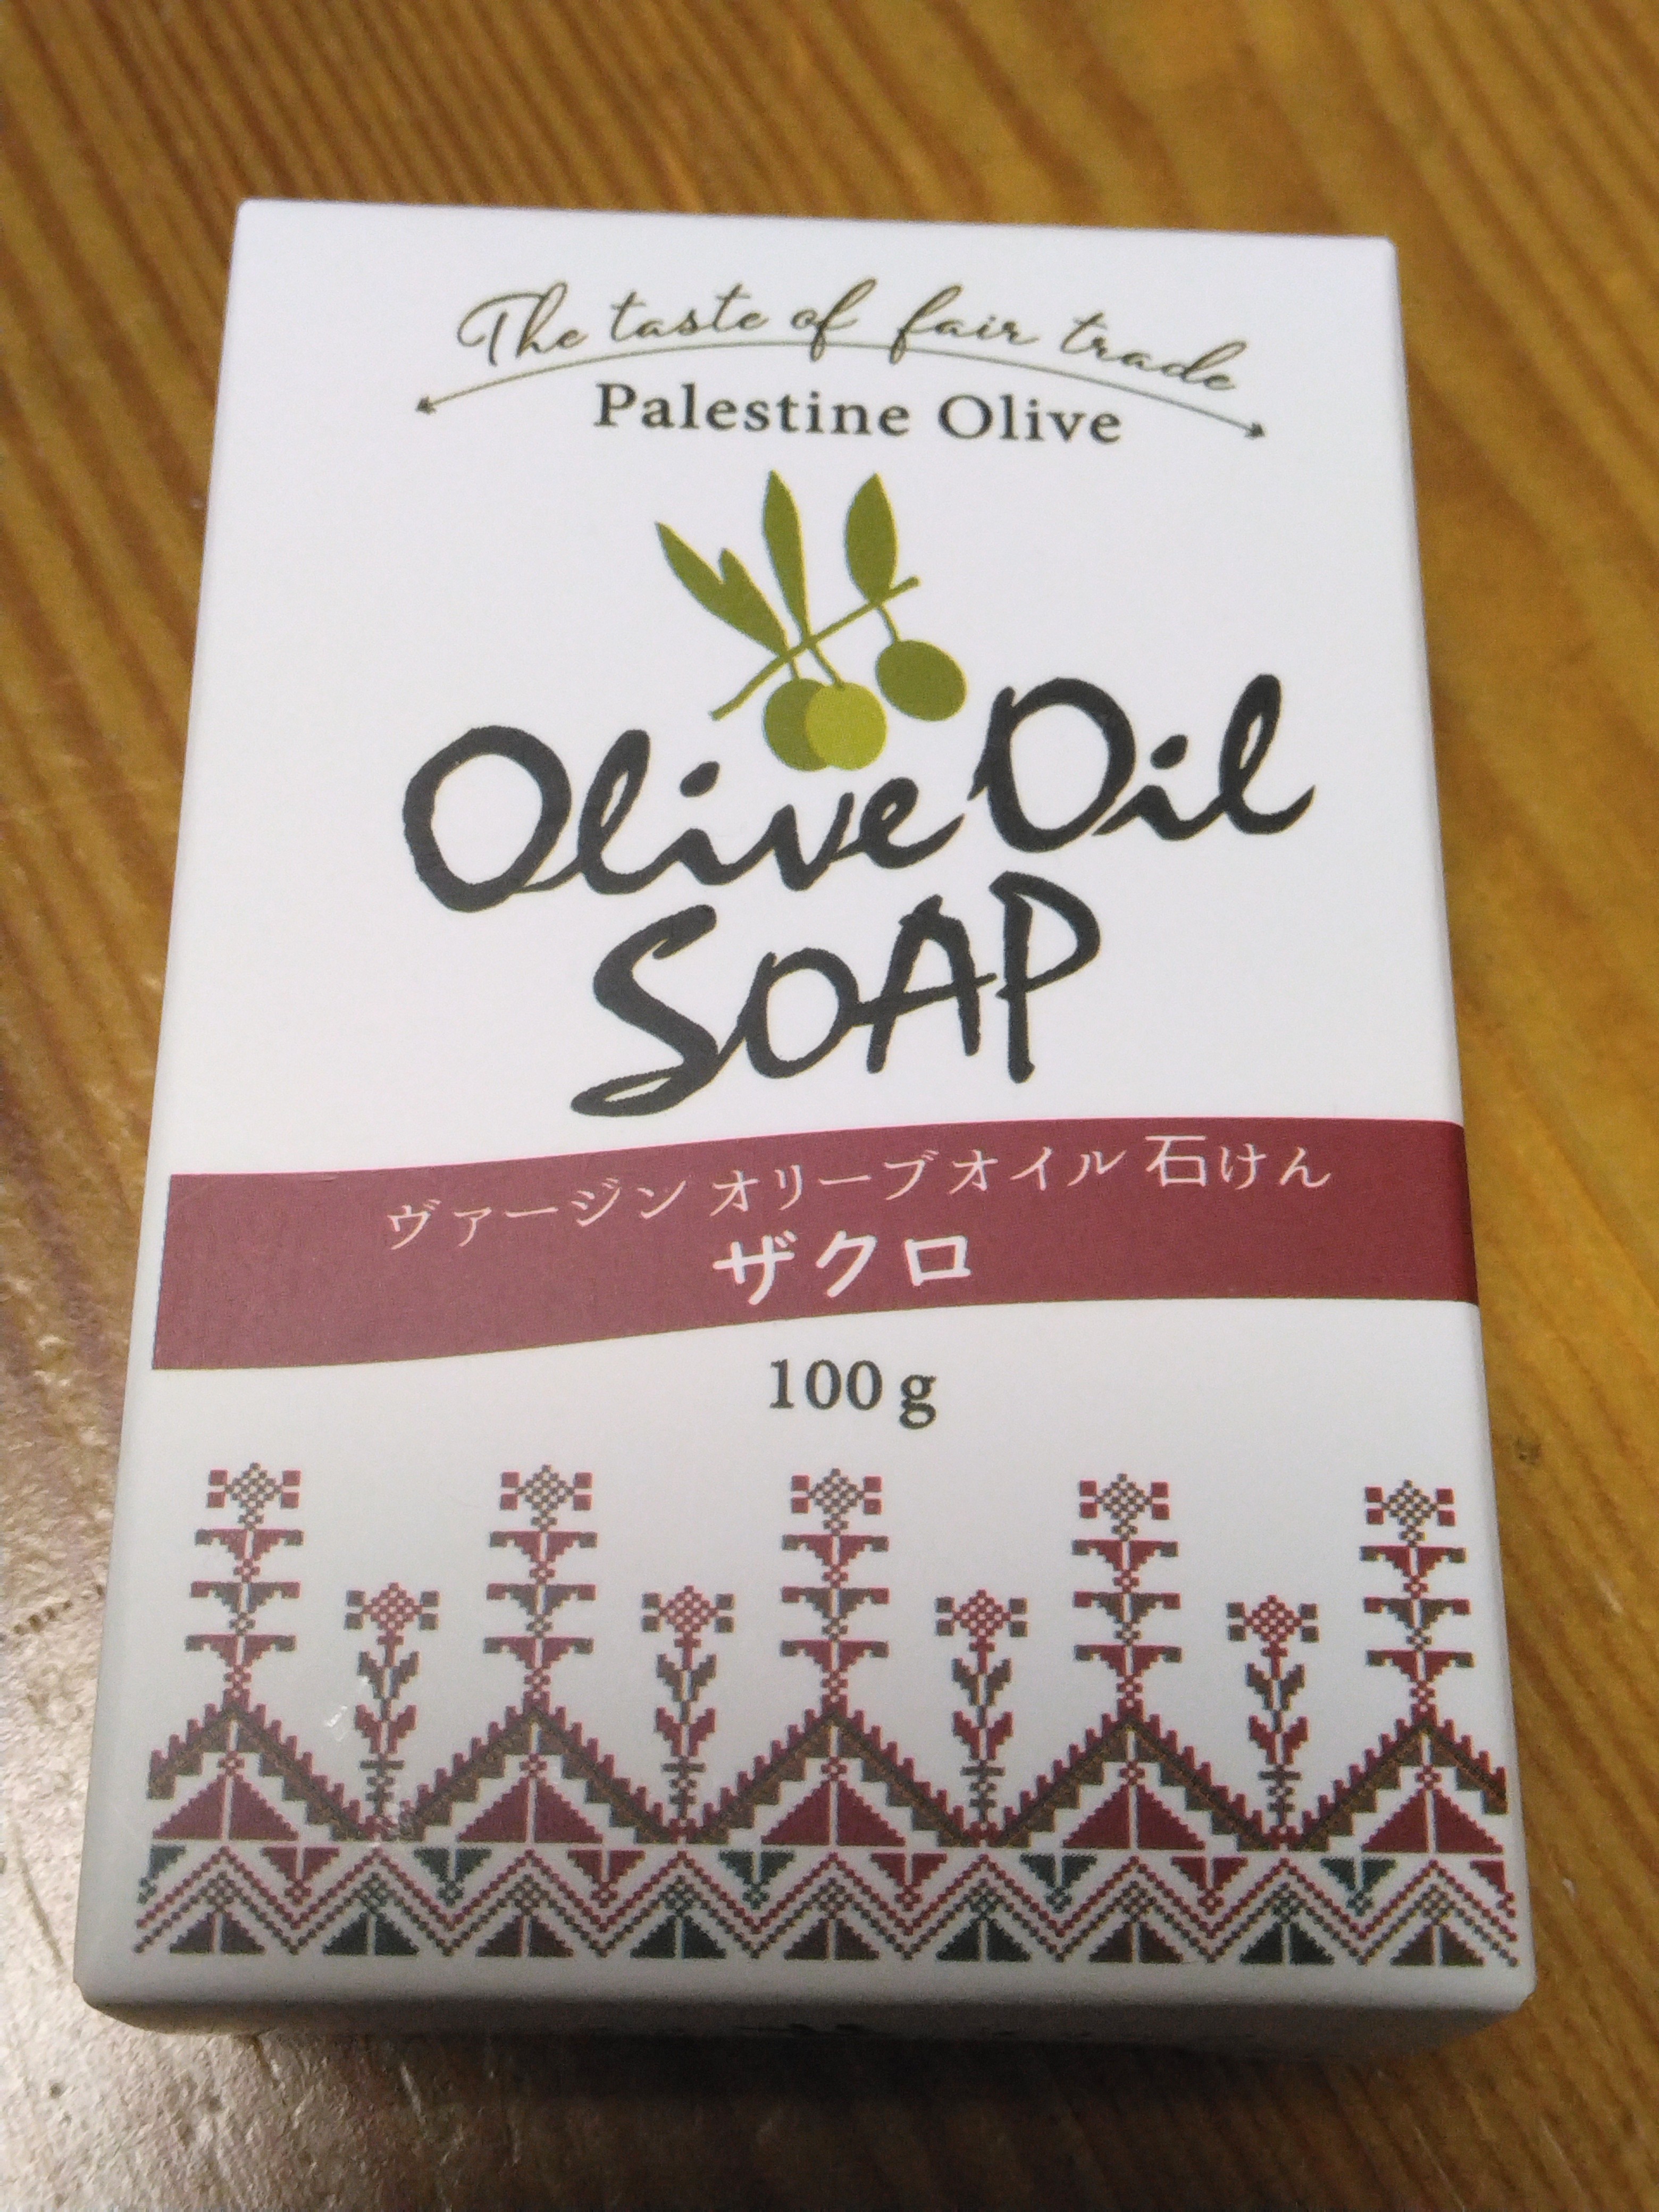 The taste of fair trade
Palestine Olive
Olive Oil
SOAP
ヴァージン オリーブオイル 石けん
ザクロ
100g